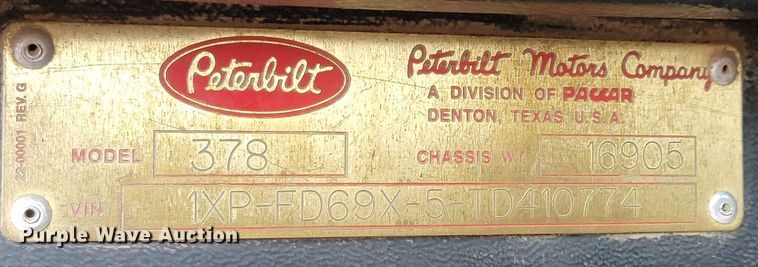 Peterbilt
Peterbilt Motors Company
A DIVISION OF PACCAR
DENTON, TEXAS U.S.A.
22-00001 REV. G
MODEL 378 CHASSIS WT. 16905
VIN 1XP-FD69X-5-TD410774
Purple Wave Auction